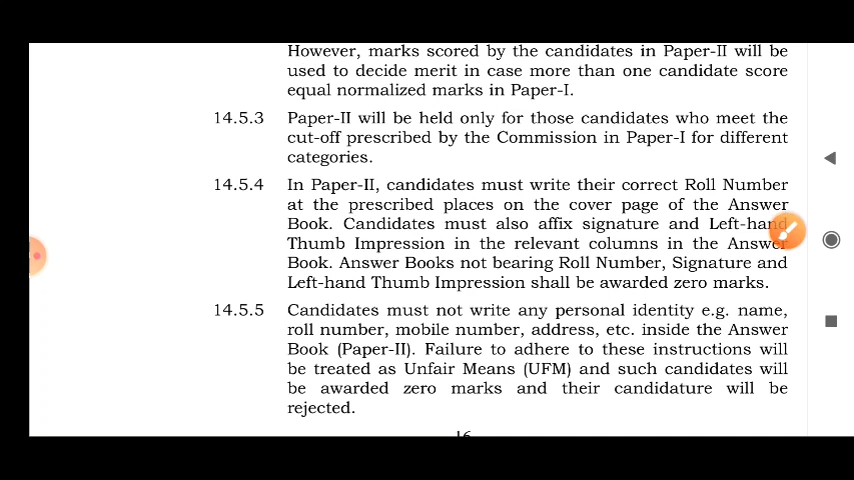 However, marks scored by the candidates in Paper-II will be
used to decide merit in case more than one candidate score
equal normalized marks in Paper-I.
14.5.3 Paper-II will be held only for those candidates who meet the
cut-off prescribed by the Commission in Paper-I for different
categories.
14.5.4 In Paper-II, candidates must write their correct Roll Number
at the prescribed places on the cover page of the Answer
Book. Candidates must also affix signature and Left-hand
Thumb Impression in the relevant columns in the Answer
Book. Answer Books not bearing Roll Number, Signature and
Left-hand Thumb Impression shall be awarded zero marks.
14.5.5 Candidates must not write any personal identity e.g. name,
roll number, mobile number, address, etc. inside the Answer
Book (Paper-II). Failure to adhere to these instructions will
be treated as Unfair Means (UFM) and such candidates will
be awarded zero marks and their candidature will be
rejected.
16